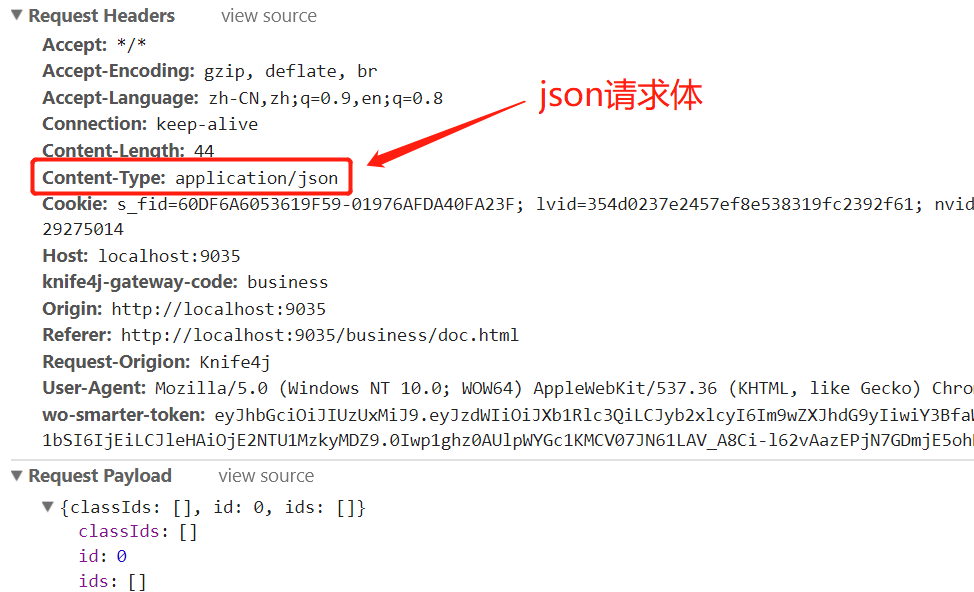 Request Headers view source
Accept: */*
Accept-Encoding: gzip, deflate, br
json请求体
Accept-Language: zh-CN,zh;q=0.9,en;q=0.8
Connection: keep-alive
Content-Length: 44
Content-Type: application/json
Cookie: s_fid=60DF6A6053619F59-01976AFDA40FA23F; lvid=354d0237e2457ef8e538319fc2392f61; nvid
29275014
Host: localhost:9035
knife4j-gateway-code: business
Origin: http://localhost:9035
Referer: http://localhost:9035/business/doc.html
Request-Origion: Knife4j
User-Agent: Mozilla/5.0 (Windows NT 10.0; WOW64) AppleWebKit/537.36 (KHTML, like Gecko) Chro
wo-smarter-token: eyJhbGciOiJIUzUxMiJ9.eyJzdWIiOiJXb1Rlc3QiLCJyb2xlcyI6Im9wZXJhdG9yIiwiY3BfaW
1bSI6IjEiLCJleHAiOjE2NTU1MzkyMDZ9.0Iwp1ghz0AUlpWYGc1KMCV07JN61LAV_A8Ci-l62vAazEPjN7GDmjE5oh
Request Payload view source
{classIds: [], id: 0, ids: []}
classIds: []
id: 0
ids: []